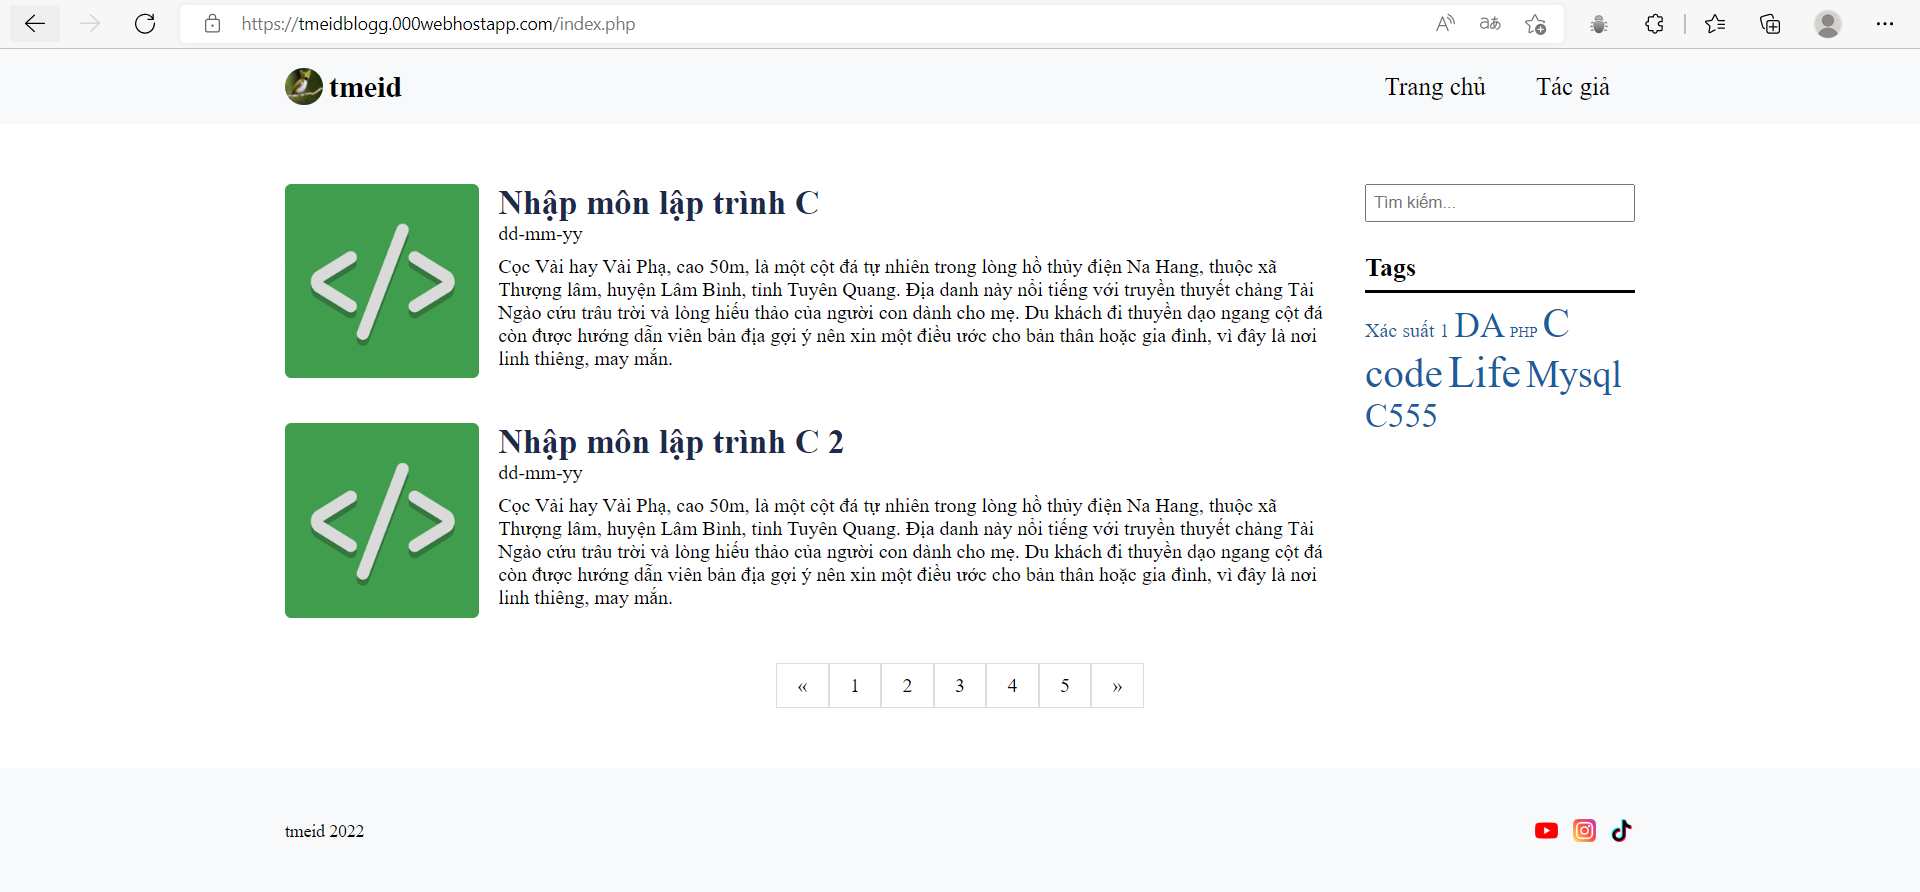 https://tmeidblogg.000webhostapp.com/index.php
tmeid
Trang chủ
Tác giả
Nhập môn lập trình C
dd-mm-yy
Cọc Vài hay Vài Phạ, cao 50m, là một cột đá tự nhiên trong lòng hồ thủy điện Na Hang, thuộc xã
Thượng lâm, huyện Lâm Bình, tỉnh Tuyên Quang. Địa danh này nổi tiếng với truyền thuyết chàng Tài
Ngào cứu trâu trời và lòng hiếu thảo của người con dành cho mẹ. Du khách đi thuyền dạo ngang cột đá
còn được hướng dẫn viên bản địa gợi ý nên xin một điều ước cho bản thân hoặc gia đình, vì đây là nơi
linh thiêng, may mắn.
Nhập môn lập trình C 2
dd-mm-yy
Cọc Vài hay Vài Phạ, cao 50m, là một cột đá tự nhiên trong lòng hồ thủy điện Na Hang, thuộc xã
Thượng lâm, huyện Lâm Bình, tỉnh Tuyên Quang. Địa danh này nổi tiếng với truyền thuyết chàng Tài
Ngào cứu trâu trời và lòng hiếu thảo của người con dành cho mẹ. Du khách đi thuyền dạo ngang cột đá
còn được hướng dẫn viên bản địa gợi ý nên xin một điều ước cho bản thân hoặc gia đình, vì đây là nơi
linh thiêng, may mắn.
Tìm kiếm...
Tags
Xác suất 1 DA PHP C
code Life Mysql
C555
« 1 2 3 4 5 »
tmeid 2022